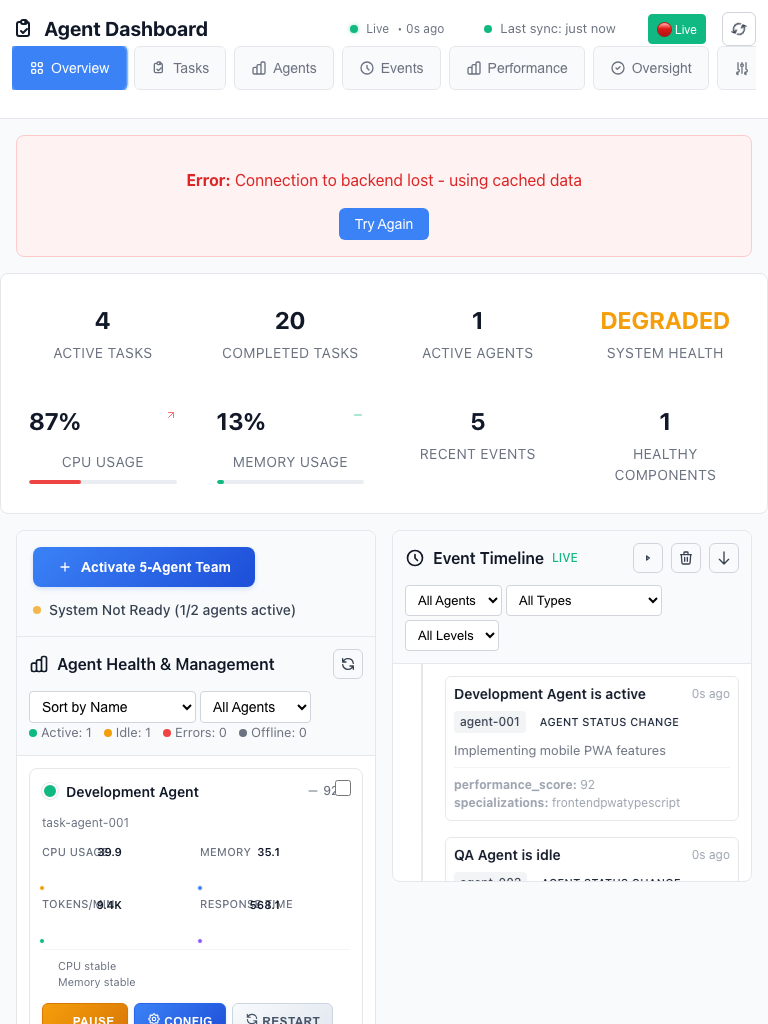 Agent Dashboard
Live • 0s ago
Last sync: just now
Live
Overview
Tasks
Agents
Events
Performance
Oversight
Error: Connection to backend lost - using cached data
Try Again
4
ACTIVE TASKS
20
COMPLETED TASKS
1
ACTIVE AGENTS
DEGRADED
SYSTEM HEALTH
87%
CPU USAGE
13%
MEMORY USAGE
5
RECENT EVENTS
1
HEALTHY
COMPONENTS
+ Activate 5-Agent Team
System Not Ready (1/2 agents active)
Agent Health & Management
Sort by Name
All Agents
Active: 1
Idle: 1
Errors: 0
Offline: 0
Development Agent
92
task-agent-001
CPU USAGE 39.9
MEMORY 35.1
TOKENS/MIN 9.4K
RESPONSE TIME 568.1
CPU stable
Memory stable
PAUSE
CONFIG
RESTART
Event Timeline LIVE
All Agents
All Types
All Levels
Development Agent is active
0s ago
agent-001
AGENT STATUS CHANGE
Implementing mobile PWA features
performance_score: 92
specializations: frontendpwatypescript
QA Agent is idle
0s ago
AGENT STATUS CHANGE